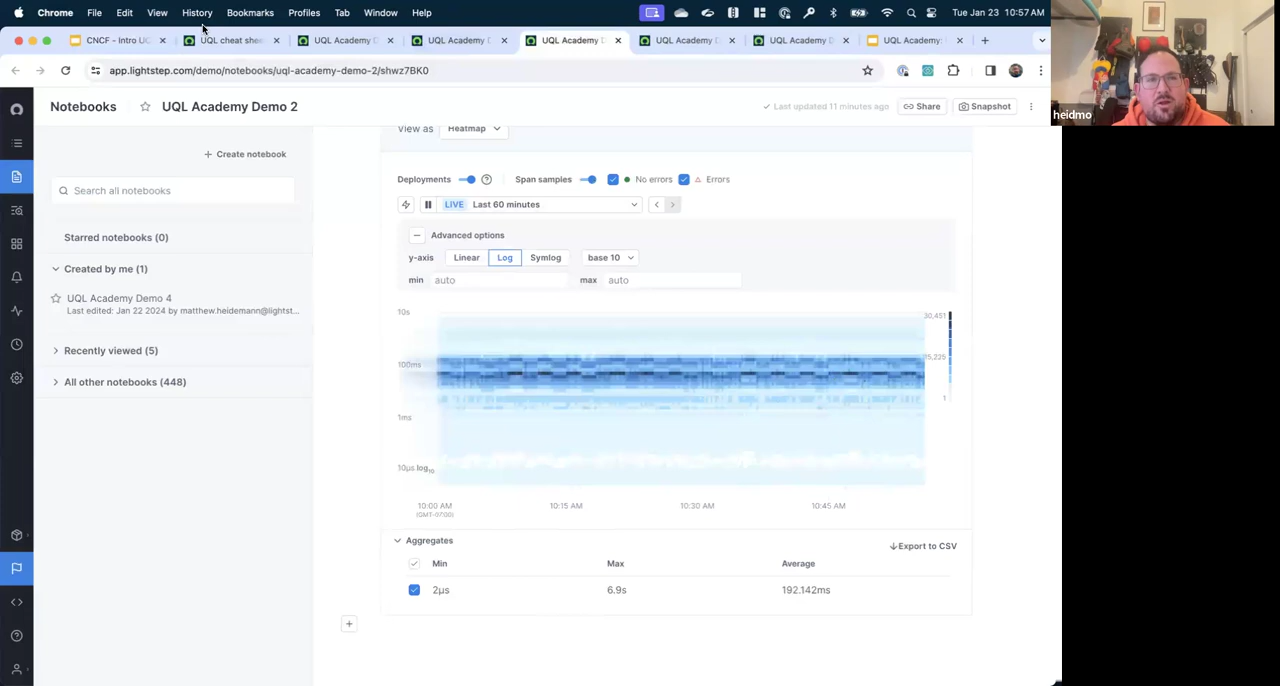 Chrome File Edit View History Bookmarks Profiles Tab Window Help Tue Jan 23 10:57 AM
CNCF - Intro UQ UQL cheat shee UQL Academy D UQL Academy UQL Academy D UQL Academy D UQL Academy D UQL Academy:
app.lightstep.com/demo/notebooks/uql-academy-demo-2/shwz7BK0
heidmo
Notebooks UQL Academy Demo 2 Last updated 11 minutes ago Share Snapshot
View as Heatmap
Create notebook
Search all notebooks
Starred notebooks (0)
Created by me (1)
UQL Academy Demo 4
Last edited: Jan 22 2024 by matthew.heidemann@lightst...
Recently viewed (5)
All other notebooks (448)
Deployments Span samples No errors Errors
LIVE Last 60 minutes
Advanced options
y-axis Linear Log Symlog base 10
min auto max auto
10s
100ms
1ms
10µs log10
1
10:00 AM 10:15 AM 10:30 AM 10:45 AM
(GMT-07:00)
Aggregates Export to CSV
Min Max Average
2µs 6.9s 192.142ms